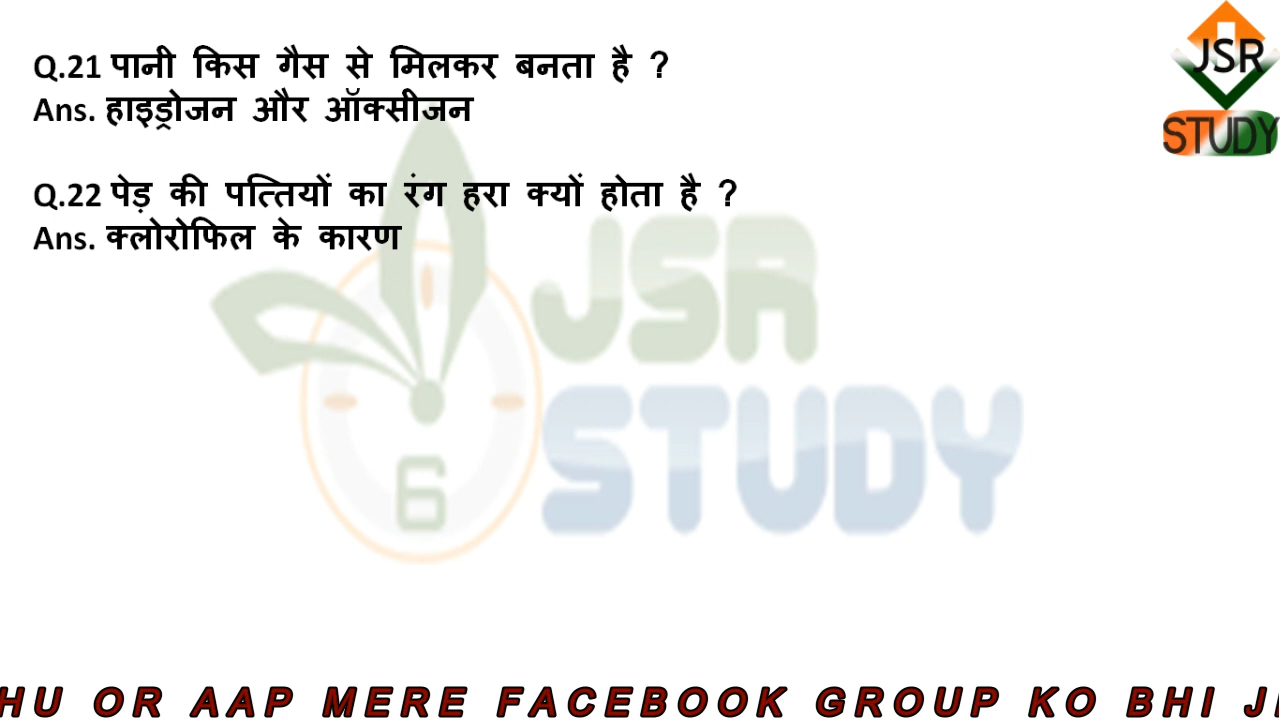 Q.21 पानी किस गैस से मिलकर बनता है ?
Ans. हाइड्रोजन और ऑक्सीजन
Q.22 पेड़ की पत्तियों का रंग हरा क्यों होता है ?
Ans. क्लोरोफिल के कारण
JSR
STUDY
JSR
STUDY
6
HU OR AAP MERE FACEBOOK GROUP KO BHI